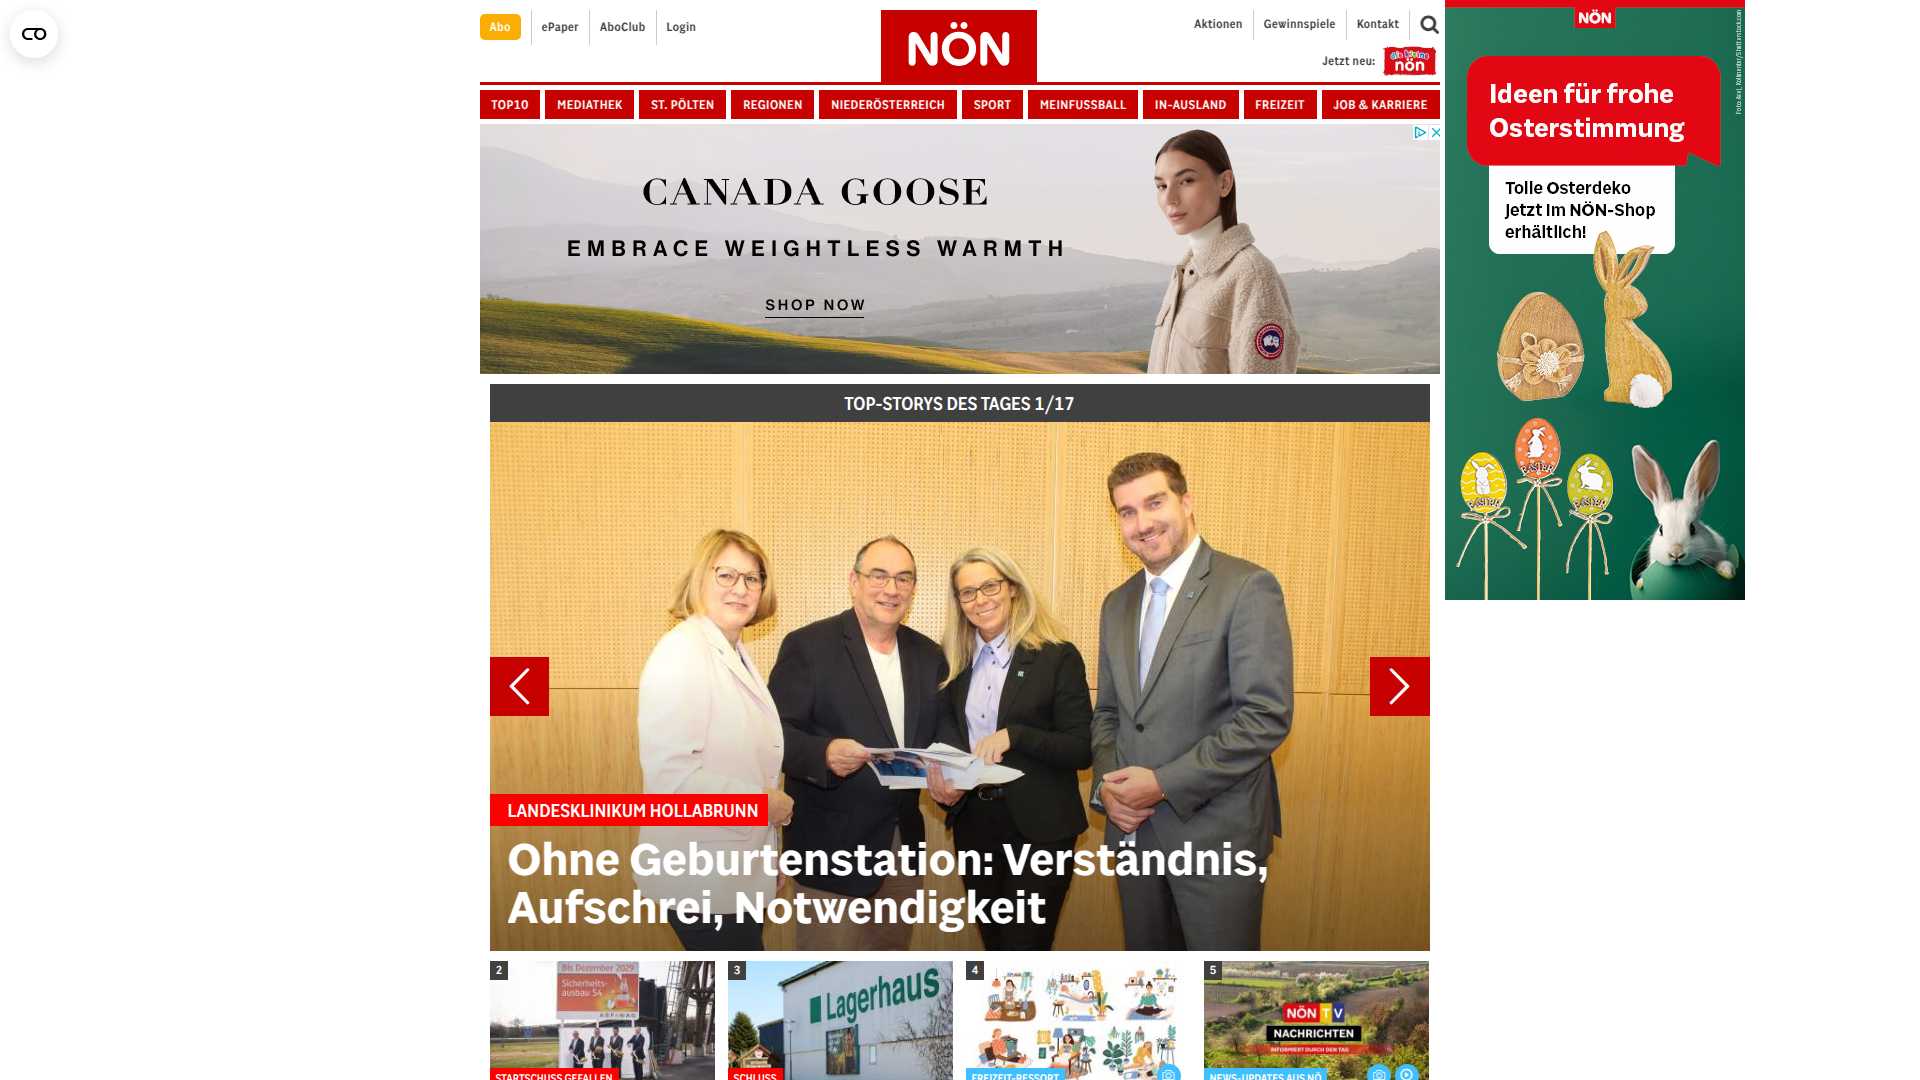 Abo
ePaper
AboClub
Login
NÖN
Aktionen
Gewinnspiele
Kontakt
Jetzt neu:
die kleine
nön
TOP10
MEDIATHEK
ST. PÖLTEN
REGIONEN
NIEDERÖSTERREICH
SPORT
MEINFUSSBALL
IN-AUSLAND
FREIZEIT
JOB & KARRIERE
CANADA GOOSE
EMBRACE WEIGHTLESS WARMTH
SHOP NOW
NÖN
Ideen für frohe
Osterstimmung
Tolle Osterdeko
jetzt im NÖN-Shop
erhältlich!
EASTER
EASTER
EASTER
TOP-STORYS DES TAGES 1/17
LANDESKLINIKUM HOLLABRUNN
Ohne Geburtenstation: Verständnis,
Aufschrei, Notwendigkeit
2
Bis Dezember 2029
Sicherheits-
ausbau S4
ASFINAG
STARTSCHUSS GEFALLEN
3
Lagerhaus
SCHLUSS
4
FREIZEIT-RESSORT
5
NÖN TV
NACHRICHTEN
INFORMIERT DURCH DEN TAG
NEWS-UPDATES AUS NÖ